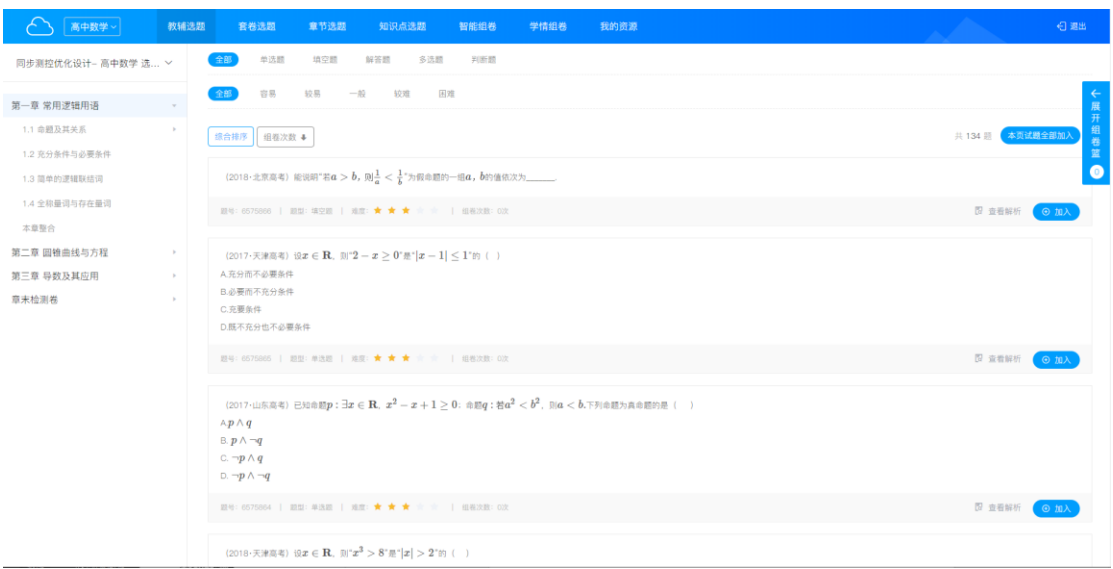 高中数学 教辅选题 套卷选题 章节选题 知识点选题 智能组卷 学情组卷 我的资源 退出
同步测控优化设计- 高中数学 选...
第一章 常用逻辑用语
1.1 命题及其关系
1.2 充分条件与必要条件
1.3 简单的逻辑联结词
1.4 全称量词与存在量词
本章整合
第二章 圆锥曲线与方程
第三章 导数及其应用
章末检测卷
全部 单选题 填空题 解答题 多选题 判断题
全部 容易 较易 一般 较难 困难
综合排序 组卷次数
共 134 题 本页试题全部加入
展开组卷篮
0
(2018·北京高考) 能说明“若a > b, 则1/a < 1/b”为假命题的一组a, b的值依次为______.
题号: 6575866 | 题型: 填空题 | 难度: ★★★☆☆ | 组卷次数: 0次 查看解析 加入
(2017·天津高考) 设x ∈ R, 则“2 − x ≥ 0”是“|x − 1| ≤ 1”的 ( )
A.充分而不必要条件
B.必要而不充分条件
C.充要条件
D.既不充分也不必要条件
题号: 6575865 | 题型: 单选题 | 难度: ★★★☆☆ | 组卷次数: 0次 查看解析 加入
(2017·山东高考) 已知命题p : ∃x ∈ R, x² − x + 1 ≥ 0; 命题q : 若a² < b², 则a < b.下列命题为真命题的是 ( )
A.p ∧ q
B. p ∧ ¬q
C. ¬p ∧ q
D. ¬p ∧ ¬q
题号: 6575864 | 题型: 单选题 | 难度: ★★★☆☆ | 组卷次数: 0次 查看解析 加入
(2018·天津高考) 设x ∈ R, 则“x³ > 8”是“|x| > 2”的 ( )